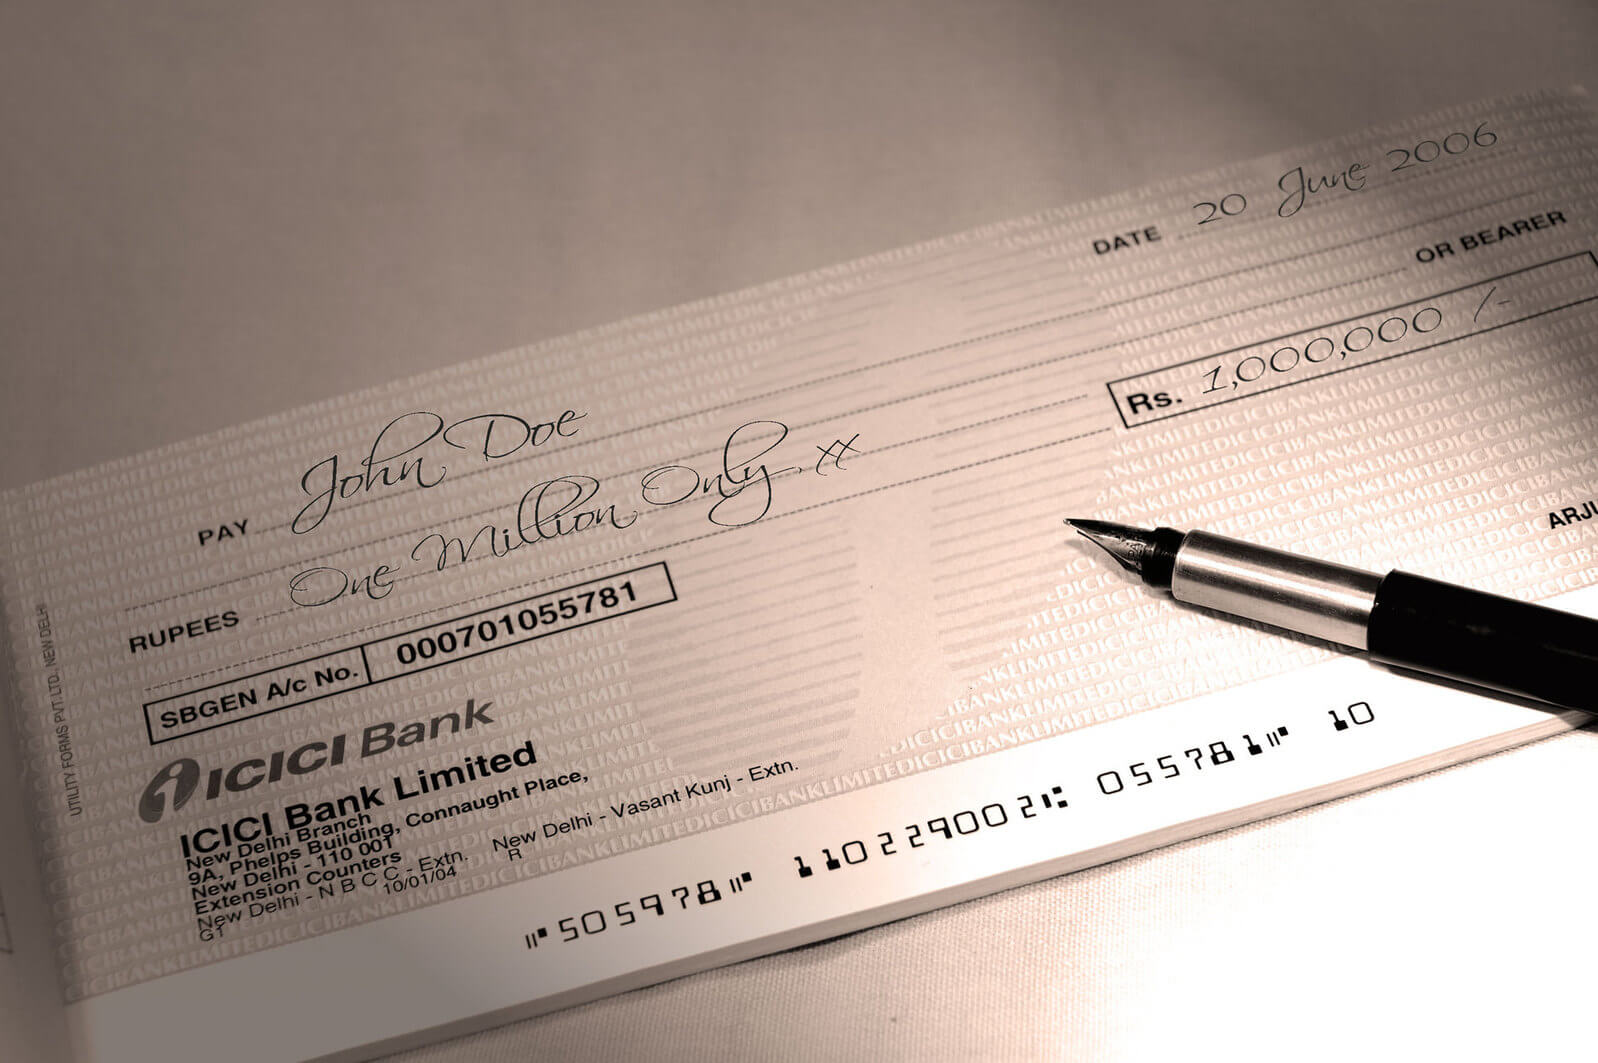 DATE 20 June 2006
PAY John Doe OR BEARER
RUPEES One Million Only. xx
Rs. 1,000,000 /-
SBGEN A/c No. 000701055781
ICICI Bank
ICICI Bank Limited
New Delhi Branch
9A, Phelps Building, Connaught Place,
New Delhi - 110 001
Extension Counters
New Delhi - N B C C - Extn. New Delhi - Vasant Kunj - Extn.
G1 10/01/04 R
ARJU
UTILITY FORMS PVT. LTD., NEW DELHI
⑈505978⑈ 110229002⑆ 055781⑈ 10